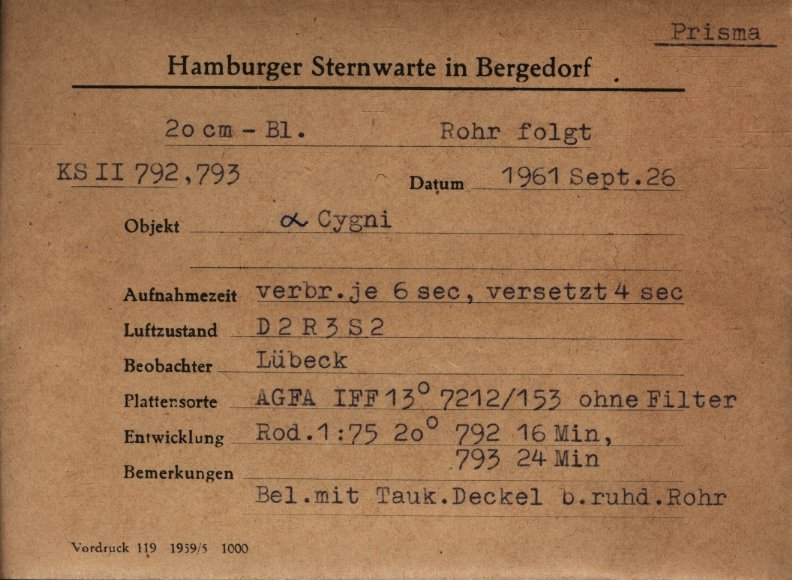 Prisma
Hamburger Sternwarte in Bergedorf
20 cm - Bl. Rohr folgt
KS II 792,793 Datum 1961 Sept.26
Objekt α Cygni
Aufnahmezeit verbr.je 6 sec, versetzt 4 sec
Luftzustand D 2 R 3 S 2
Beobachter Lübeck
Plattensorte AGFA IFF 13° 7212/153 ohne Filter
Entwicklung Rod.1:75 20° 792 16 Min,
793 24 Min
Bemerkungen
Bel.mit Tauk.Deckel b.ruhd.Rohr
Vordruck 119 1959/5 1000